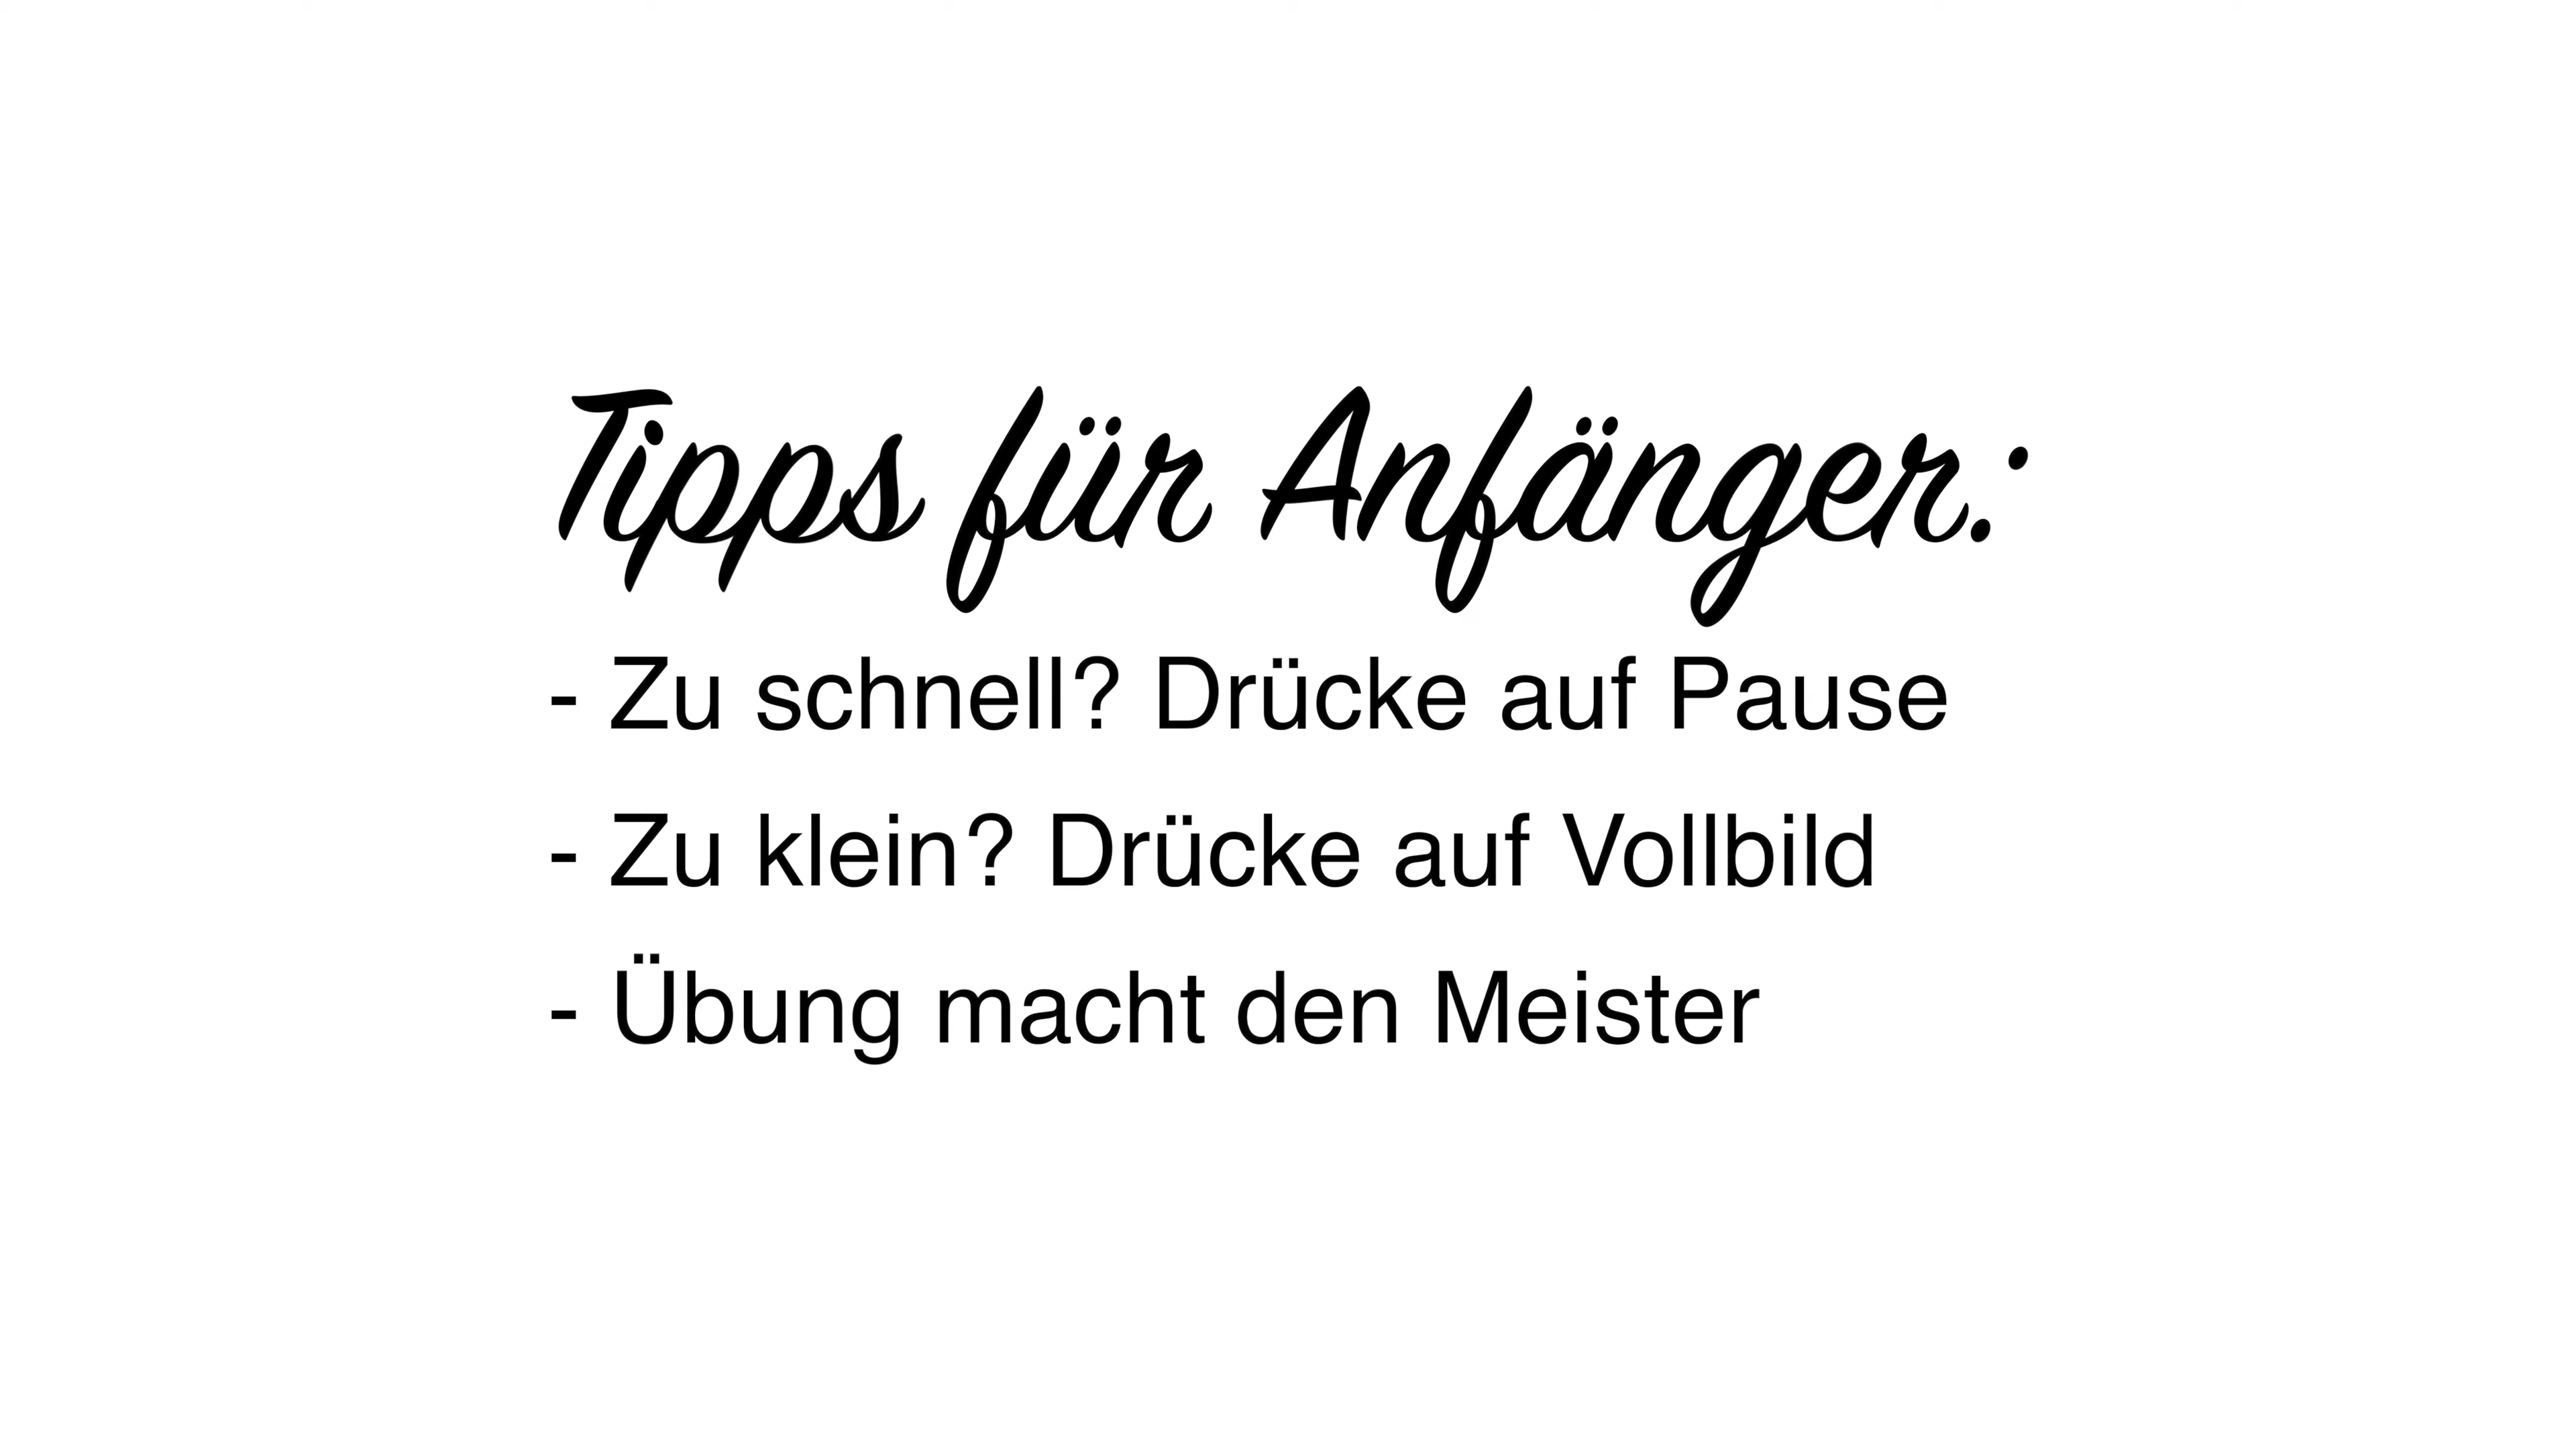 Tipps für Anfänger:
- Zu schnell? Drücke auf Pause
- Zu klein? Drücke auf Vollbild
- Übung macht den Meister